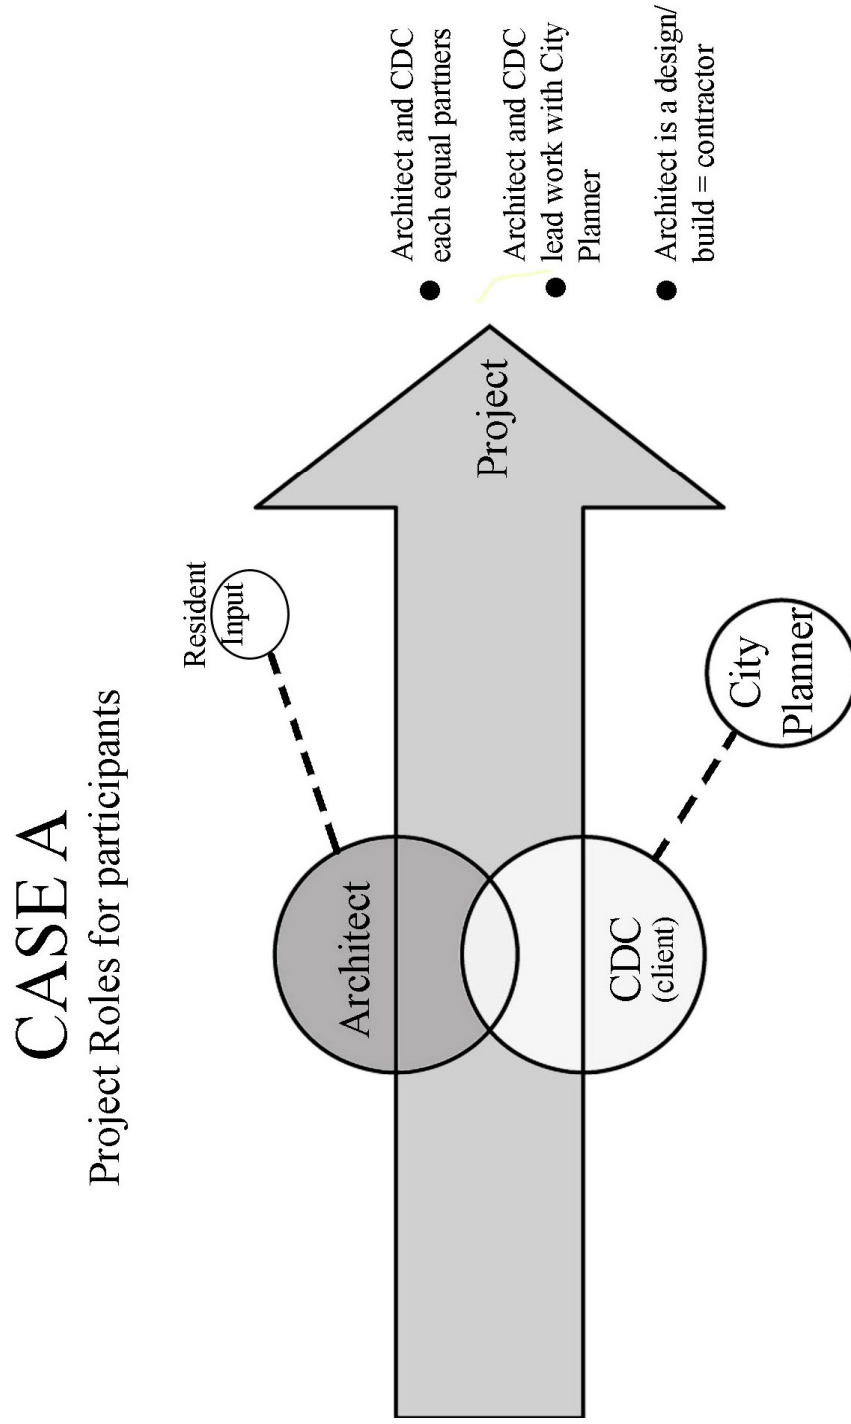 CASE A
Project Roles for participants
Resident
Input
Architect
CDC
(client)
City
Planner
Project
Architect and CDC
each equal partners
Architect and CDC
lead work with City
Planner
Architect is a design/
build = contractor